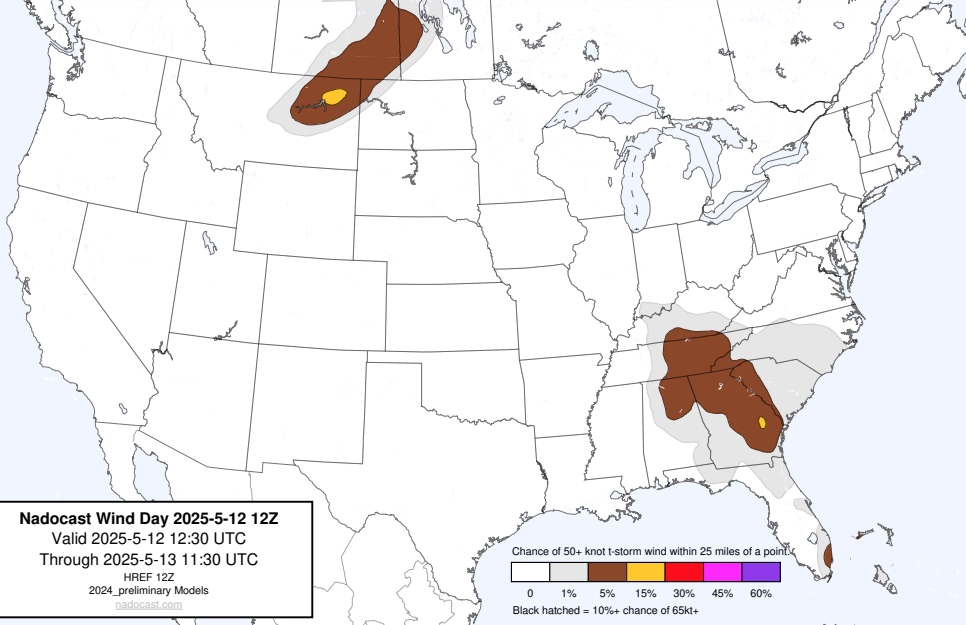 Nadocast Wind Day 2025-5-12 12Z
Valid 2025-5-12 12:30 UTC
Through 2025-5-13 11:30 UTC
HREF 12Z
2024_preliminary Models
nadocast.com
Chance of 50+ knot t-storm wind within 25 miles of a point.
0 1% 5% 15% 30% 45% 60%
Black hatched = 10%+ chance of 65kt+